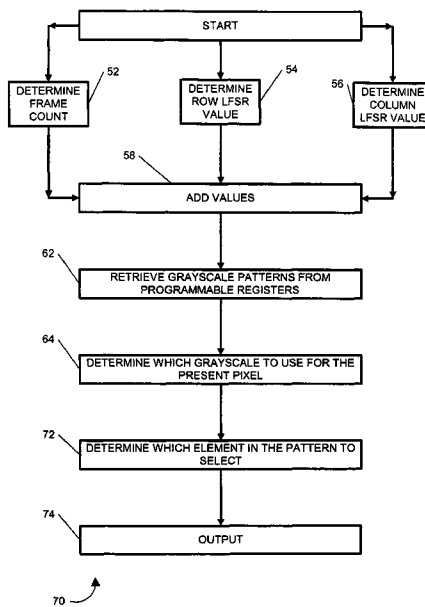 START
52
DETERMINE
FRAME
COUNT
54
DETERMINE
ROW LFSR
VALUE
56
DETERMINE
COLUMN
LFSR VALUE
58
ADD VALUES
62
RETRIEVE GRAYSCALE PATTERNS FROM
PROGRAMMABLE REGISTERS
64
DETERMINE WHICH GRAYSCALE TO USE FOR THE
PRESENT PIXEL
72
DETERMINE WHICH ELEMENT IN THE PATTERN TO
SELECT
74
OUTPUT
70